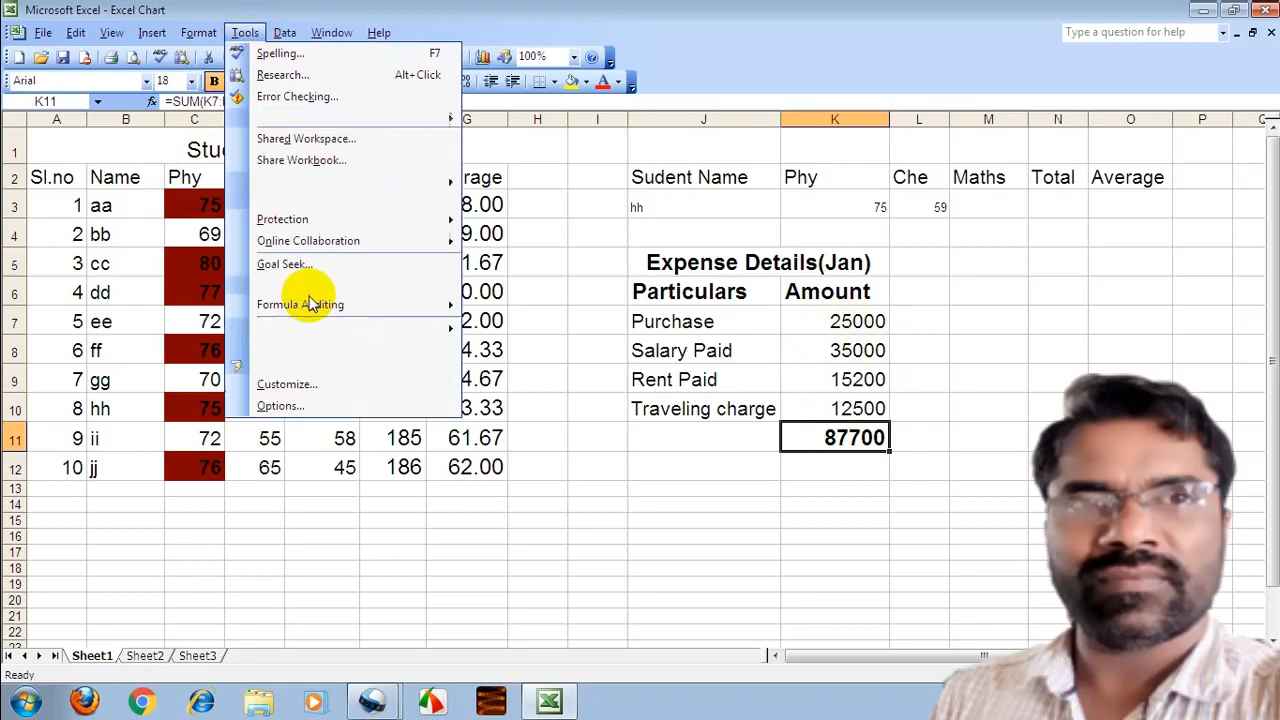 Microsoft Excel - Excel Chart
File Edit View Insert Format Tools Data Window Help
Type a question for help
100%
Arial 18 B A
K11 fx =SUM(K7:
Spelling... F7
Research... Alt+Click
Error Checking...
Shared Workspace...
Share Workbook...
Protection
Online Collaboration
Goal Seek...
Formula Auditing
Customize...
Options...
A B C G H I J K L M N O P
1 Stu
2 Sl.no Name Phy rage Sudent Name Phy Che Maths Total Average
3 1 aa 75 8.00 hh 75 59
4 2 bb 69 9.00
5 3 cc 80 1.67 Expense Details(Jan)
6 4 dd 77 0.00 Particulars Amount
7 5 ee 72 2.00 Purchase 25000
8 6 ff 76 4.33 Salary Paid 35000
9 7 gg 70 4.67 Rent Paid 15200
10 8 hh 75 3.33 Traveling charge 12500
11 9 ii 72 55 58 185 61.67 87700
12 10 jj 76 65 45 186 62.00
13
14
15
16
17
18
19
20
21
22
23
Sheet1 Sheet2 Sheet3
Ready